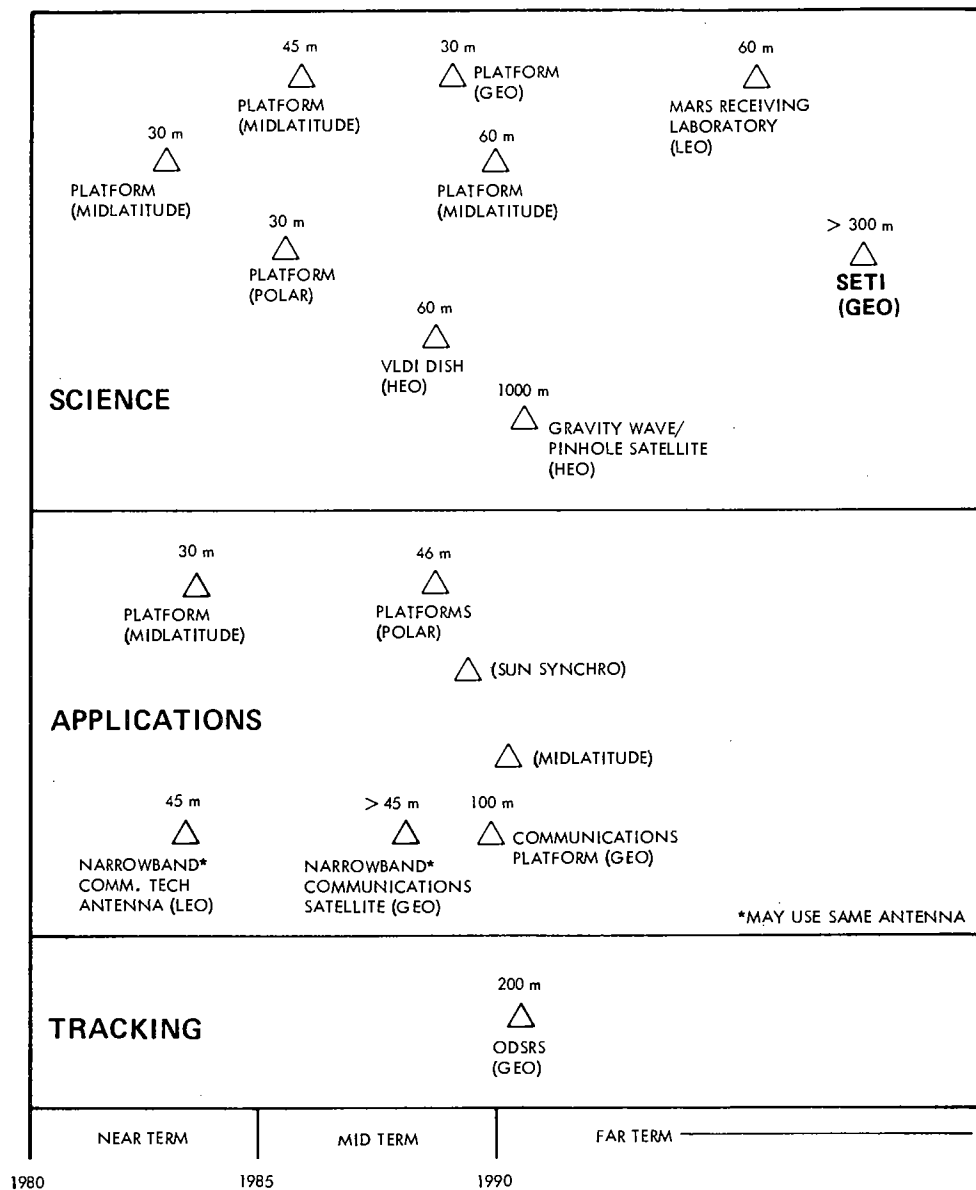 45 m
PLATFORM
(MIDLATITUDE)
30 m
PLATFORM
(GEO)
60 m
MARS RECEIVING
LABORATORY
(LEO)
30 m
PLATFORM
(MIDLATITUDE)
60 m
PLATFORM
(MIDLATITUDE)
30 m
PLATFORM
(POLAR)
> 300 m
SETI
(GEO)
60 m
VLDI DISH
(HEO)
SCIENCE
1000 m
GRAVITY WAVE/
PINHOLE SATELLITE
(HEO)
30 m
PLATFORM
(MIDLATITUDE)
46 m
PLATFORMS
(POLAR)
(SUN SYNCHRO)
APPLICATIONS
(MIDLATITUDE)
45 m
NARROWBAND*
COMM. TECH
ANTENNA (LEO)
> 45 m
NARROWBAND*
COMMUNICATIONS
SATELLITE (GEO)
100 m
COMMUNICATIONS
PLATFORM (GEO)
*MAY USE SAME ANTENNA
TRACKING
200 m
ODSRS
(GEO)
NEAR TERM
MID TERM
FAR TERM
1980
1985
1990